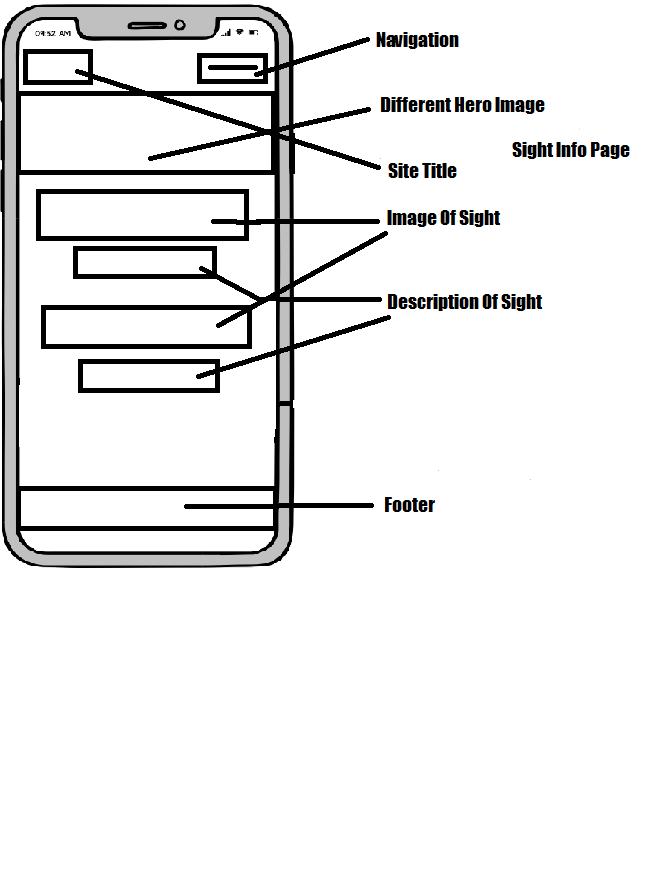 09:52 AM
Navigation
Different Hero Image
Sight Info Page
Site Title
Image Of Sight
Description Of Sight
Footer